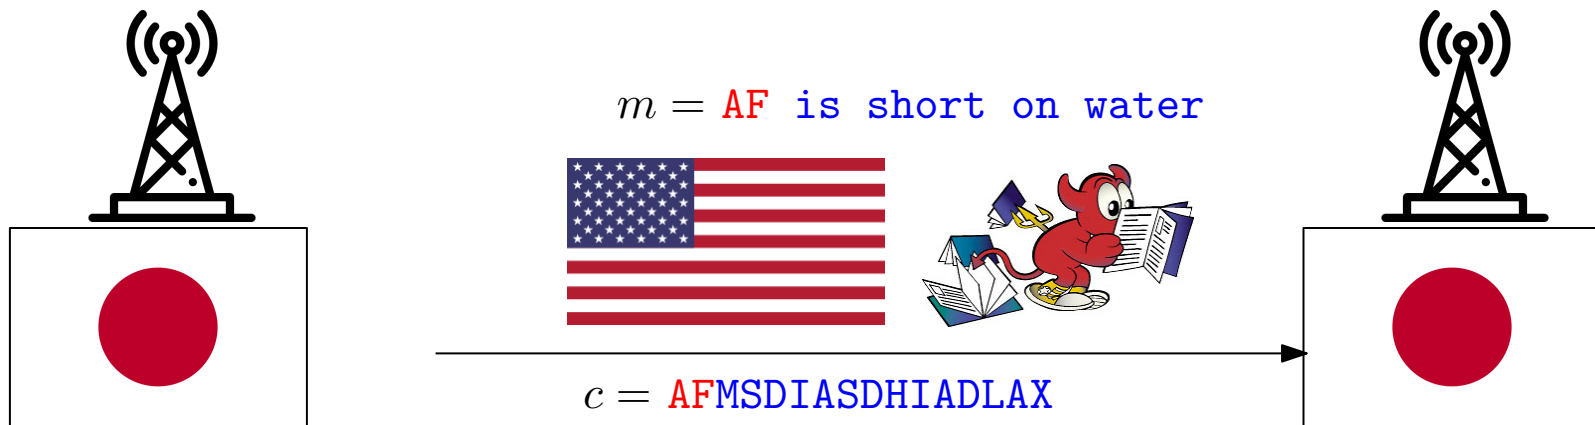 m = AF is short on water
c = AFMSDIASDHIADLAX